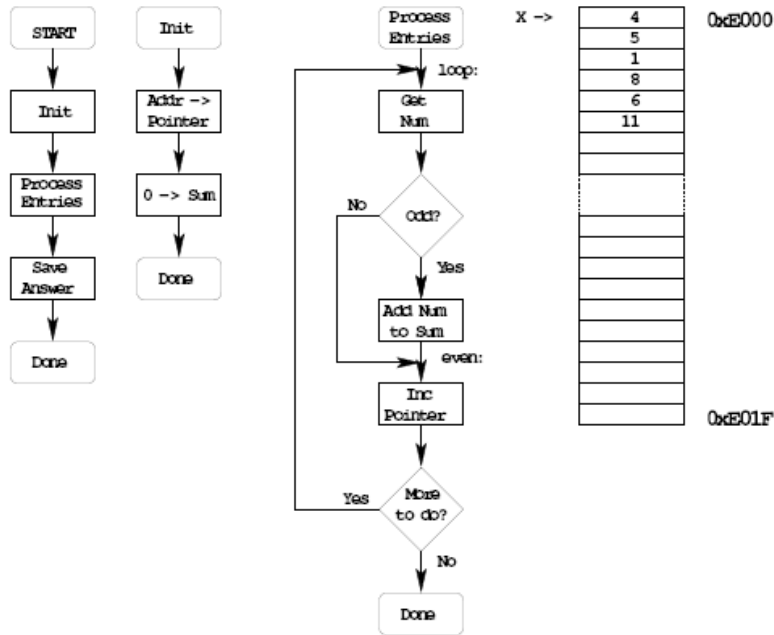 START
Init
Process
Entries
Save
Answer
Done
Init
Addr ->
Pointer
0 -> Sum
Done
Process
Entries
loop:
Get
Num
Odd?
No
Yes
Add Num
to Sum
even:
Inc
Pointer
More
to do?
Yes
No
Done
X ->
4
0xE000
5
1
8
6
11
0xE01F